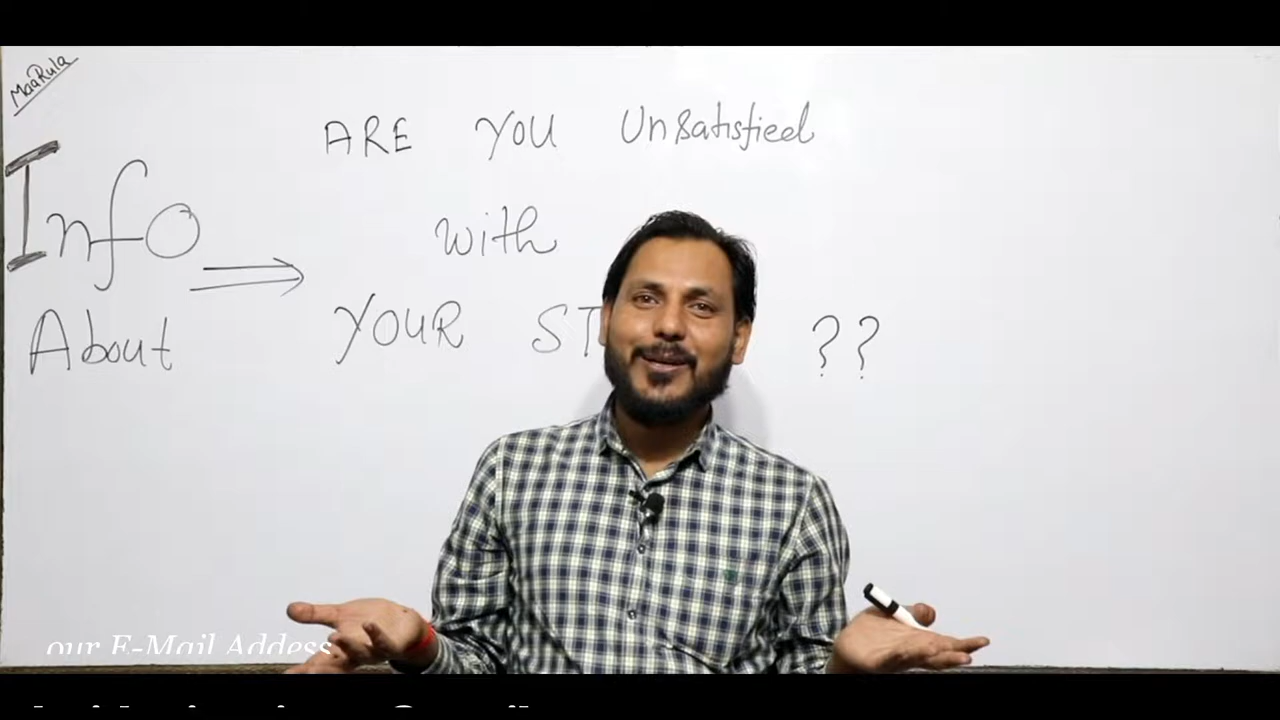 MaaRula
Info
About
ARE YOU Unsatisfied
with
YOUR ST ??
our E-Mail Addess